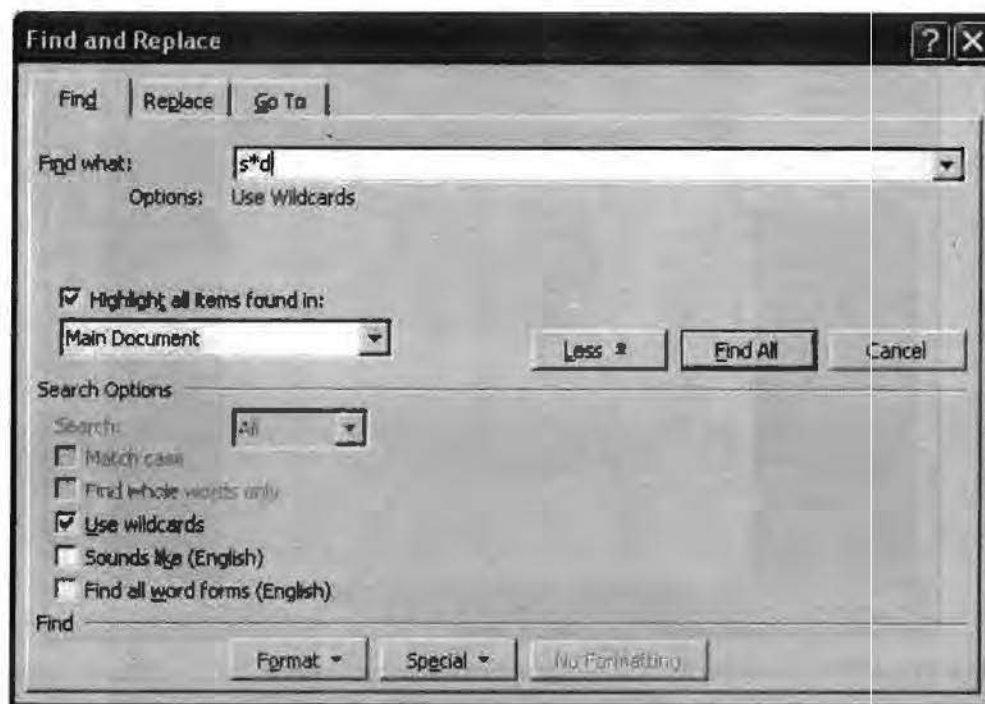 Find and Replace
Find Replace Go To
Find what: s*d
Options: Use Wildcards
Highlight all items found in:
Main Document
Less Find All Cancel
Search Options
Search: All
Match case
Find whole words only
Use wildcards
Sounds like (English)
Find all word forms (English)
Find
Format Special No Formatting